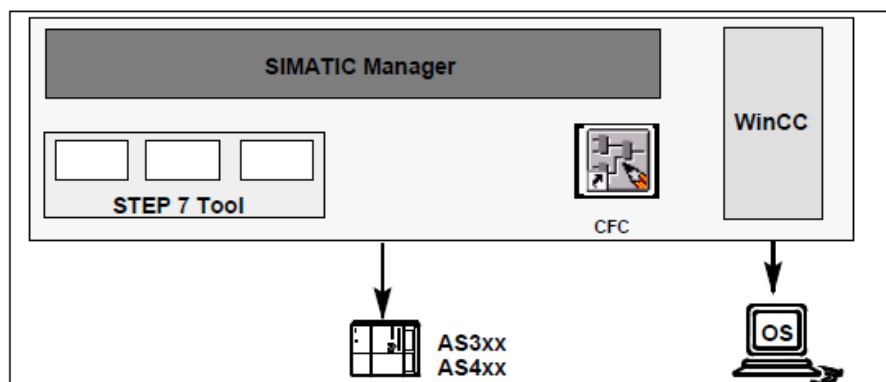 SIMATIC Manager
WinCC
STEP 7 Tool
CFC
AS3xx
AS4xx
OS